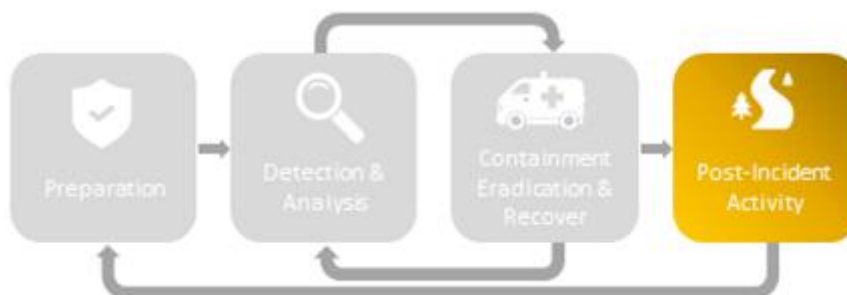 Preparation
Detection &
Analysis
Containment
Eradication &
Recover
Post-Incident
Activity